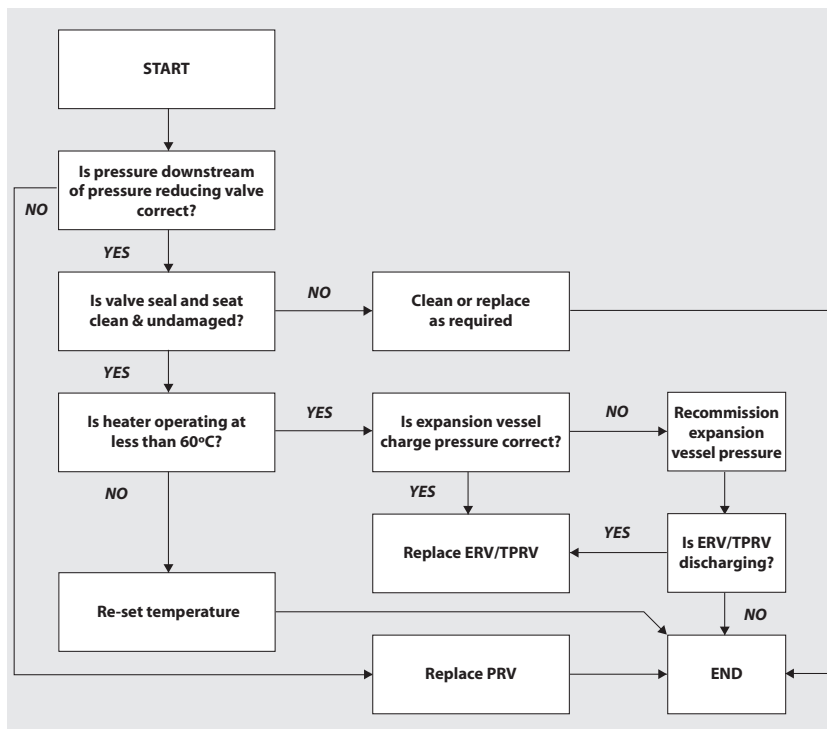 START
Is pressure downstream
of pressure reducing valve
correct?
NO
YES
Is valve seal and seat
clean & undamaged?
NO
Clean or replace
as required
YES
Is heater operating at
less than 60ºC?
YES
Is expansion vessel
charge pressure correct?
NO
Recommission
expansion
vessel pressure
NO
YES
Replace ERV/TPRV
YES
Is ERV/TPRV
discharging?
Re-set temperature
NO
Replace PRV
END